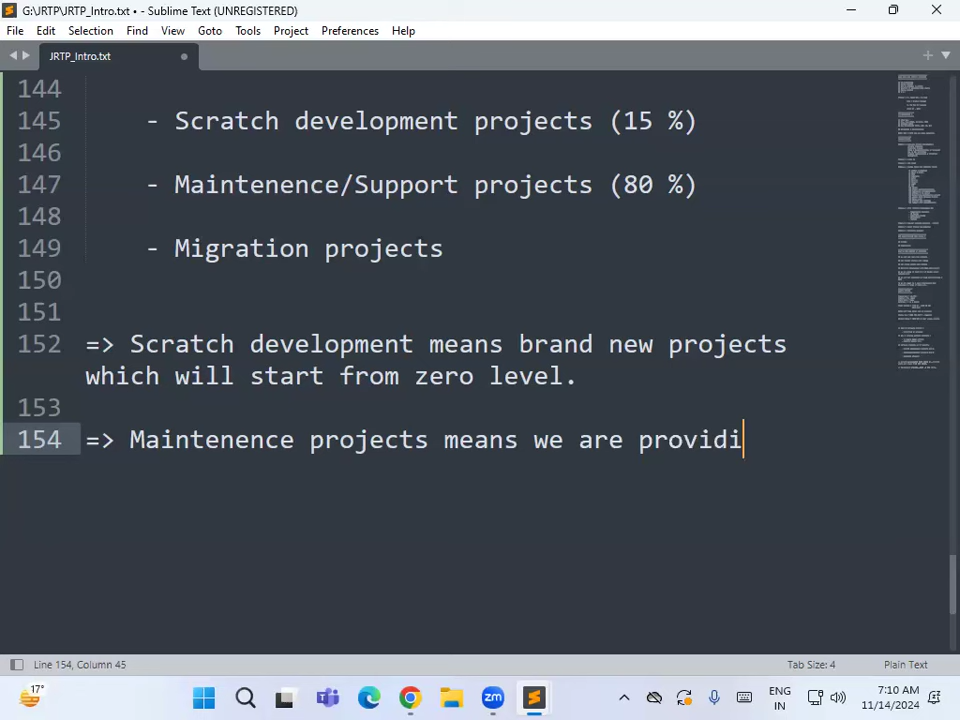 G:\JRTP\JRTP_Intro.txt • - Sublime Text (UNREGISTERED)
File Edit Selection Find View Goto Tools Project Preferences Help
JRTP_Intro.txt
144
145 - Scratch development projects (15 %)
146
147 - Maintenence/Support projects (80 %)
148
149 - Migration projects
150
151
152 => Scratch development means brand new projects
which will start from zero level.
153
154 => Maintenence projects means we are providi
Line 154, Column 45 Tab Size: 4 Plain Text
17°
ENG
IN
7:10 AM
11/14/2024